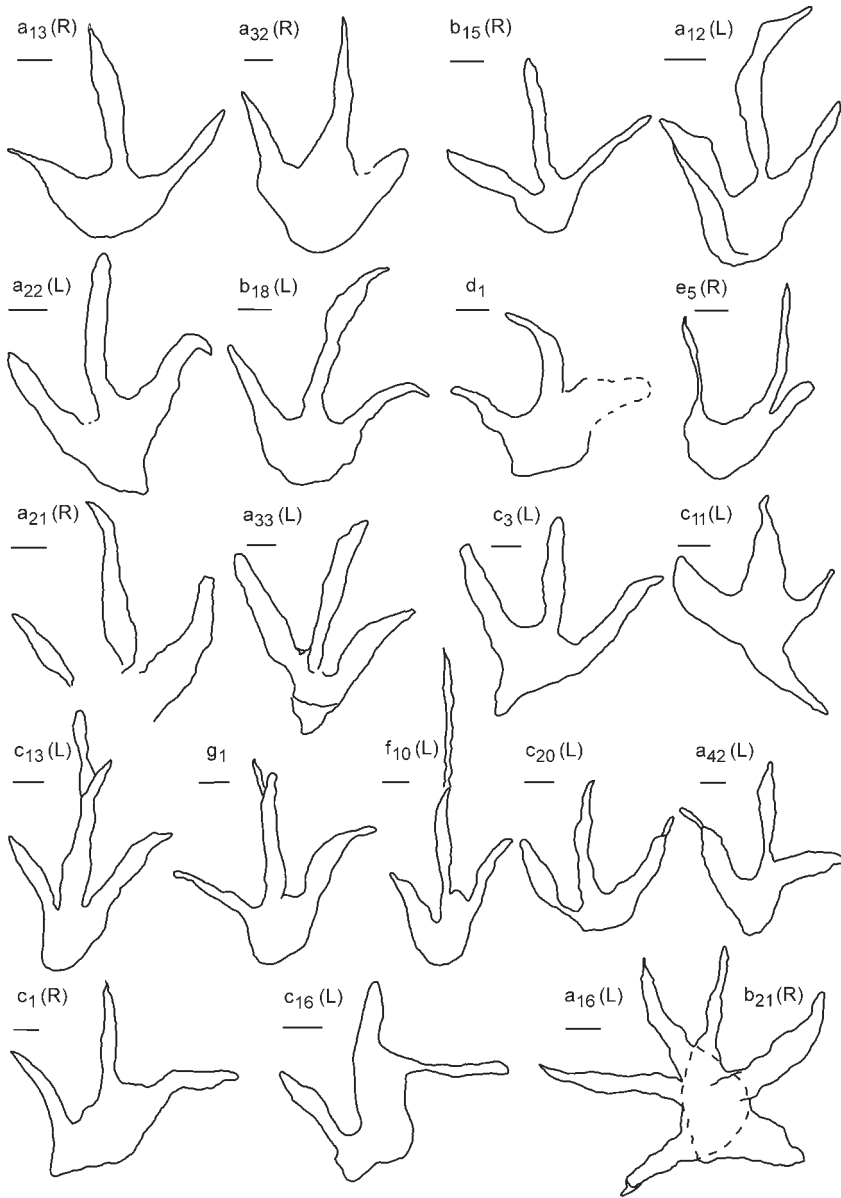 a13 (R) a32 (R) b15 (R) a12 (L)
a22 (L) b18 (L) d1 e5 (R)
a21 (R) a33 (L) c3 (L) c11 (L)
c13 (L) g1 f10 (L) c20 (L) a42 (L)
c1 (R) c16 (L) a16 (L) b21 (R)